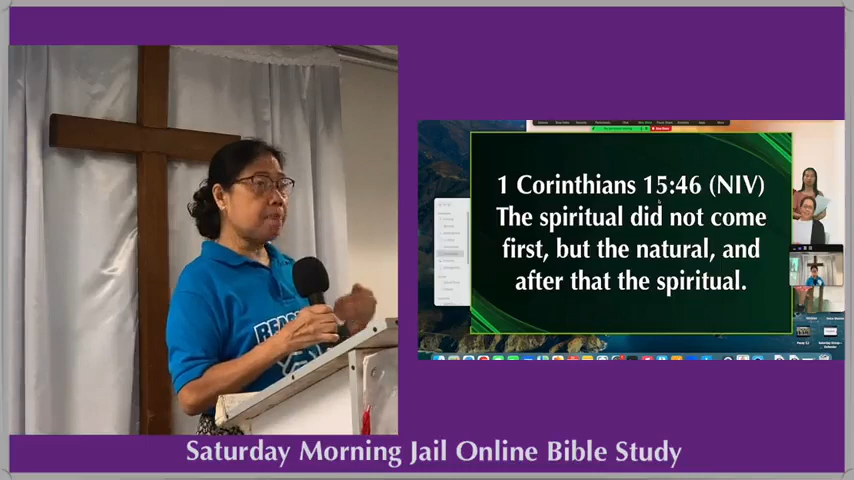 1 Corinthians 15:46 (NIV)
The spiritual did not come
first, but the natural, and
after that the spiritual.
Saturday Morning Jail Online Bible Study